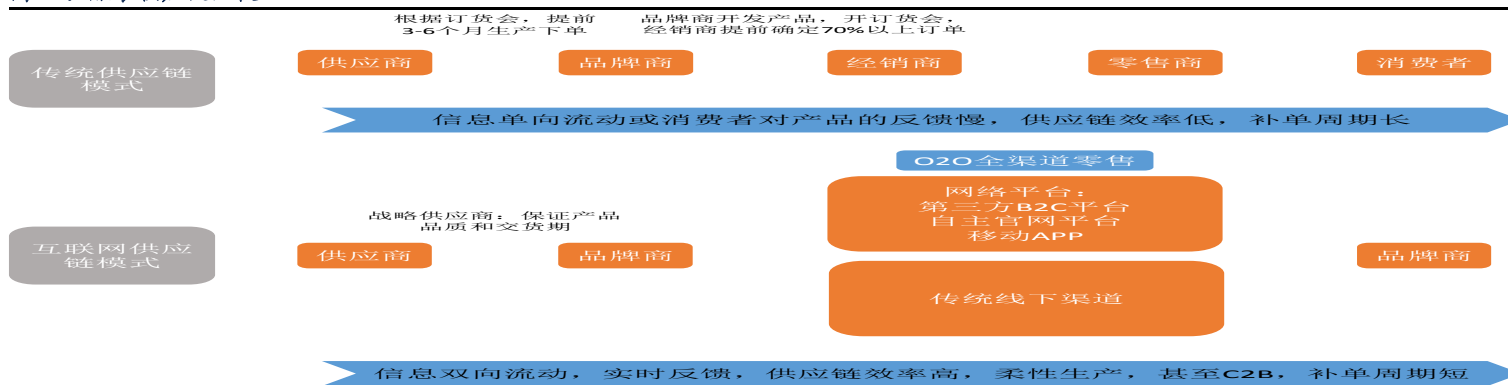 根据订货会，提前
3-6个月生产下单
品牌商开发产品，开订货会，
经销商提前确定70%以上订单
传统供应链
模式
供应商
品牌商
经销商
零售商
消费者
信息单向流动或消费者对产品的反馈慢，供应链效率低，补单周期长
O2O全渠道零售
网络平台：
第三方B2C平台
自主官网平台
移动APP
战略供应商：保证产品
品质和交货期
互联网供应
链模式
供应商
品牌商
品牌商
传统线下渠道
信息双向流动，实时反馈，供应链效率高，柔性生产，甚至C2B，补单周期短